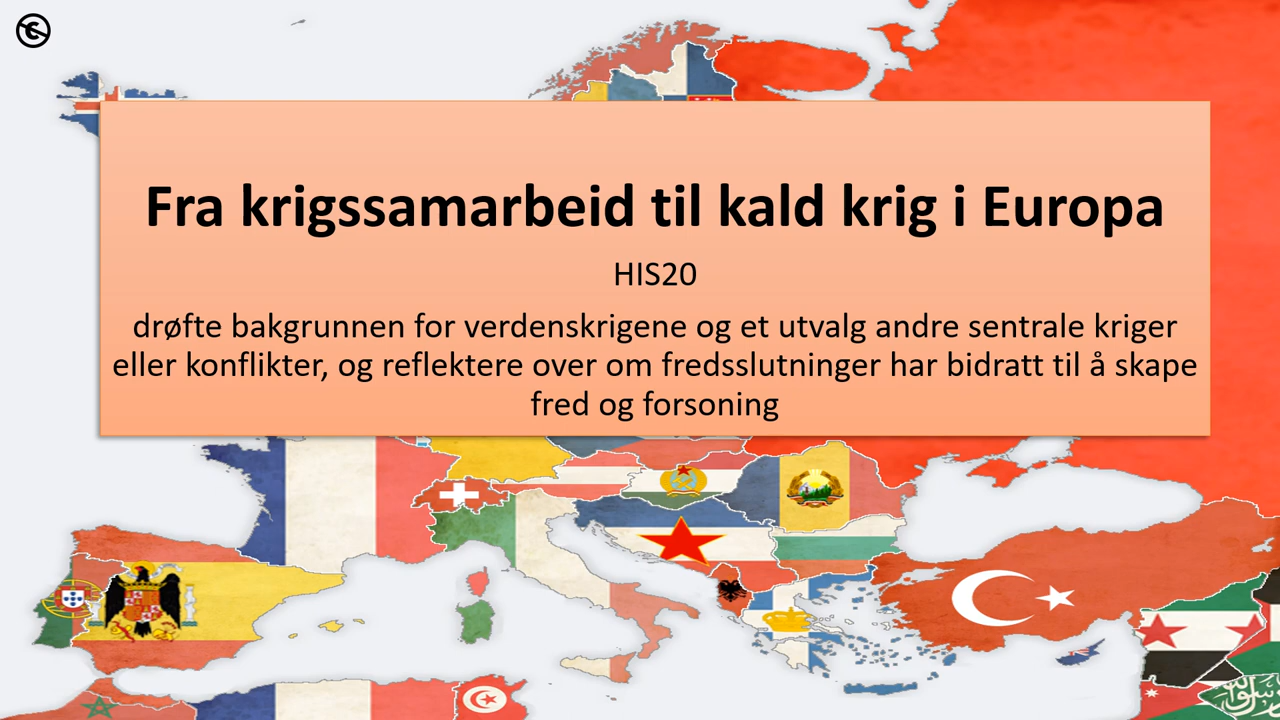 Fra krigssamarbeid til kald krig i Europa
HIS20
drøfte bakgrunnen for verdenskrigene og et utvalg andre sentrale kriger
eller konflikter, og reflektere over om fredsslutninger har bidratt til å skape
fred og forsoning